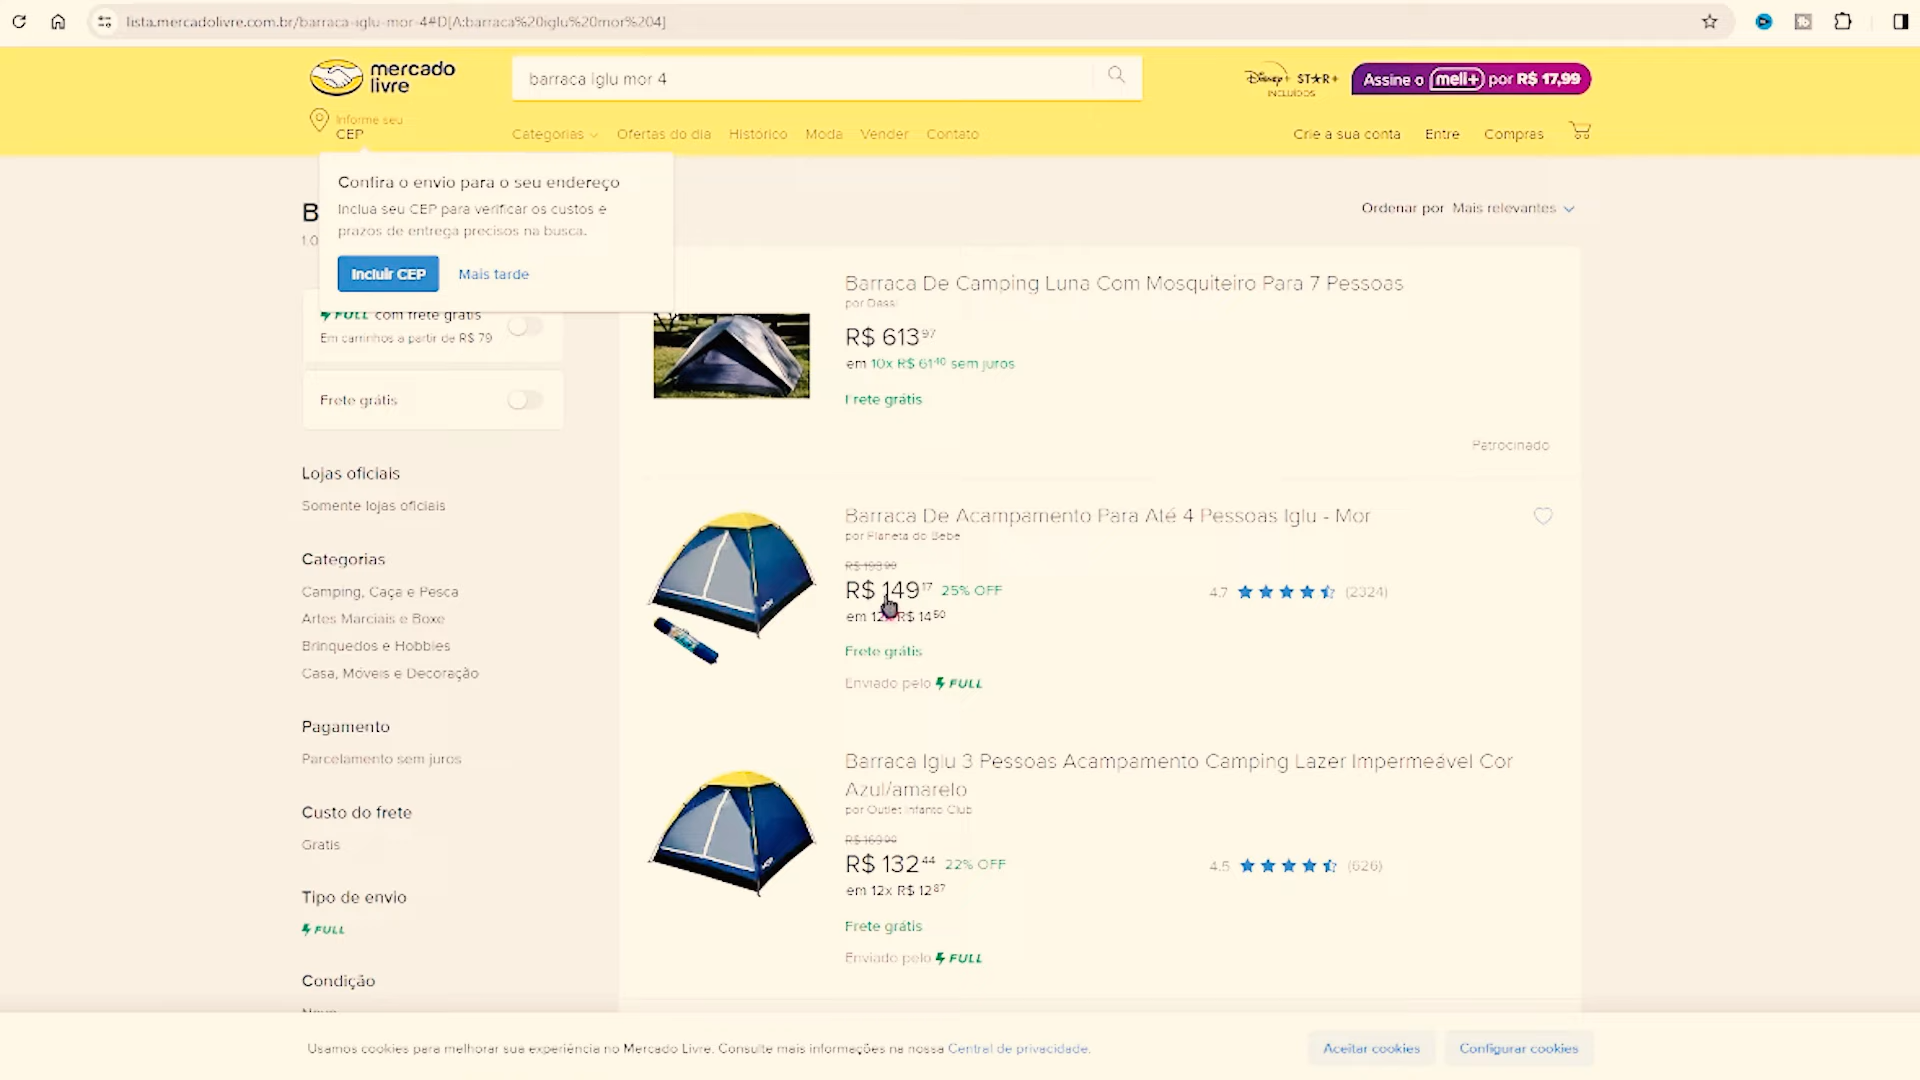 lista.mercadolivre.com.br/barraca-iglu-mor-4#D[A:barraca%20iglu%20mor%204]
mercado
livre
barraca iglu mor 4
Disney+ STAR+
INCLUIDOS
Assine o meli+ por R$ 17,99
Informe seu
CEP
Categorias
Ofertas do dia
Histórico
Moda
Vender
Contato
Crie a sua conta
Entre
Compras
Confira o envio para o seu endereço
Inclua seu CEP para verificar os custos e
prazos de entrega precisos na busca.
Incluir CEP
Mais tarde
B
1.0
Ordenar por Mais relevantes
FULL com frete grátis
Em carrinhos a partir de R$ 79
Frete grátis
Lojas oficiais
Somente lojas oficiais
Categorias
Camping, Caça e Pesca
Artes Marciais e Boxe
Brinquedos e Hobbies
Casa, Móveis e Decoração
Pagamento
Parcelamento sem juros
Custo do frete
Grátis
Tipo de envio
FULL
Condição
Novo
Barraca De Camping Luna Com Mosquiteiro Para 7 Pessoas
por Dassi
R$ 613 97
em 10x R$ 61 40 sem juros
Frete grátis
Patrocinado
Barraca De Acampamento Para Até 4 Pessoas Iglu - Mor
por Planeta do Bebe
R$ 149 17 25% OFF
4.7 (2324)
em 12x R$ 14 50
Frete grátis
Enviado pelo FULL
Barraca Iglu 3 Pessoas Acampamento Camping Lazer Impermeável Cor
Azul/amarelo
por Outlet Infanto Club
R$ 169 90
R$ 132 44 22% OFF
4.5 (626)
em 12x R$ 12 87
Frete grátis
Enviado pelo FULL
Usamos cookies para melhorar sua experiência no Mercado Livre. Consulte mais informações na nossa Central de privacidade.
Aceitar cookies
Configurar cookies